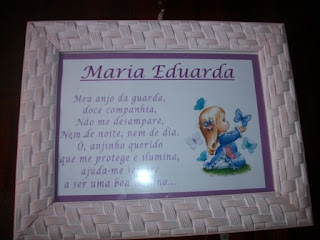 Maria Eduarda
Meu anjo da guarda,
doce companhia,
Não me desampare,
Nem de noite, nem de dia.
Ó, anjinho querido
que me protege e ilumina,
ajuda-me
a ser uma boa